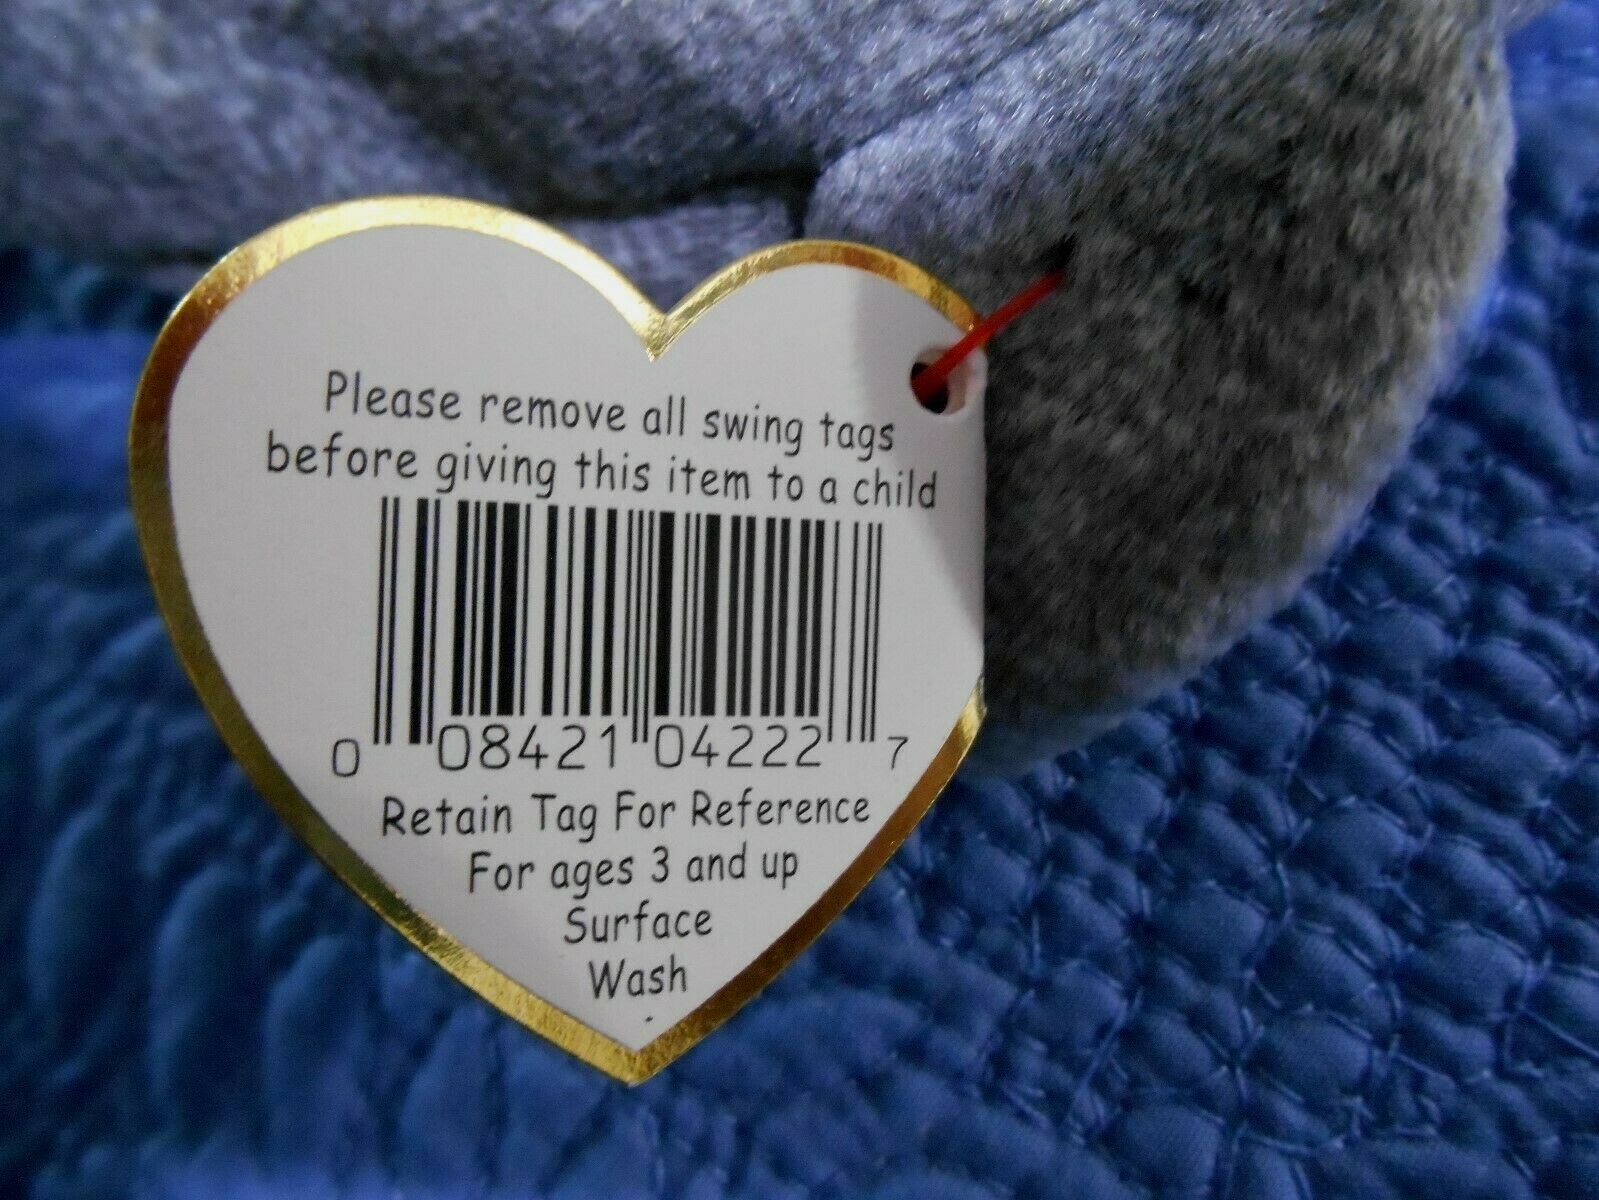 Please remove all swing tags
before giving this item to a child
0 08421 04222 7
Retain Tag For Reference
For ages 3 and up
Surface
Wash